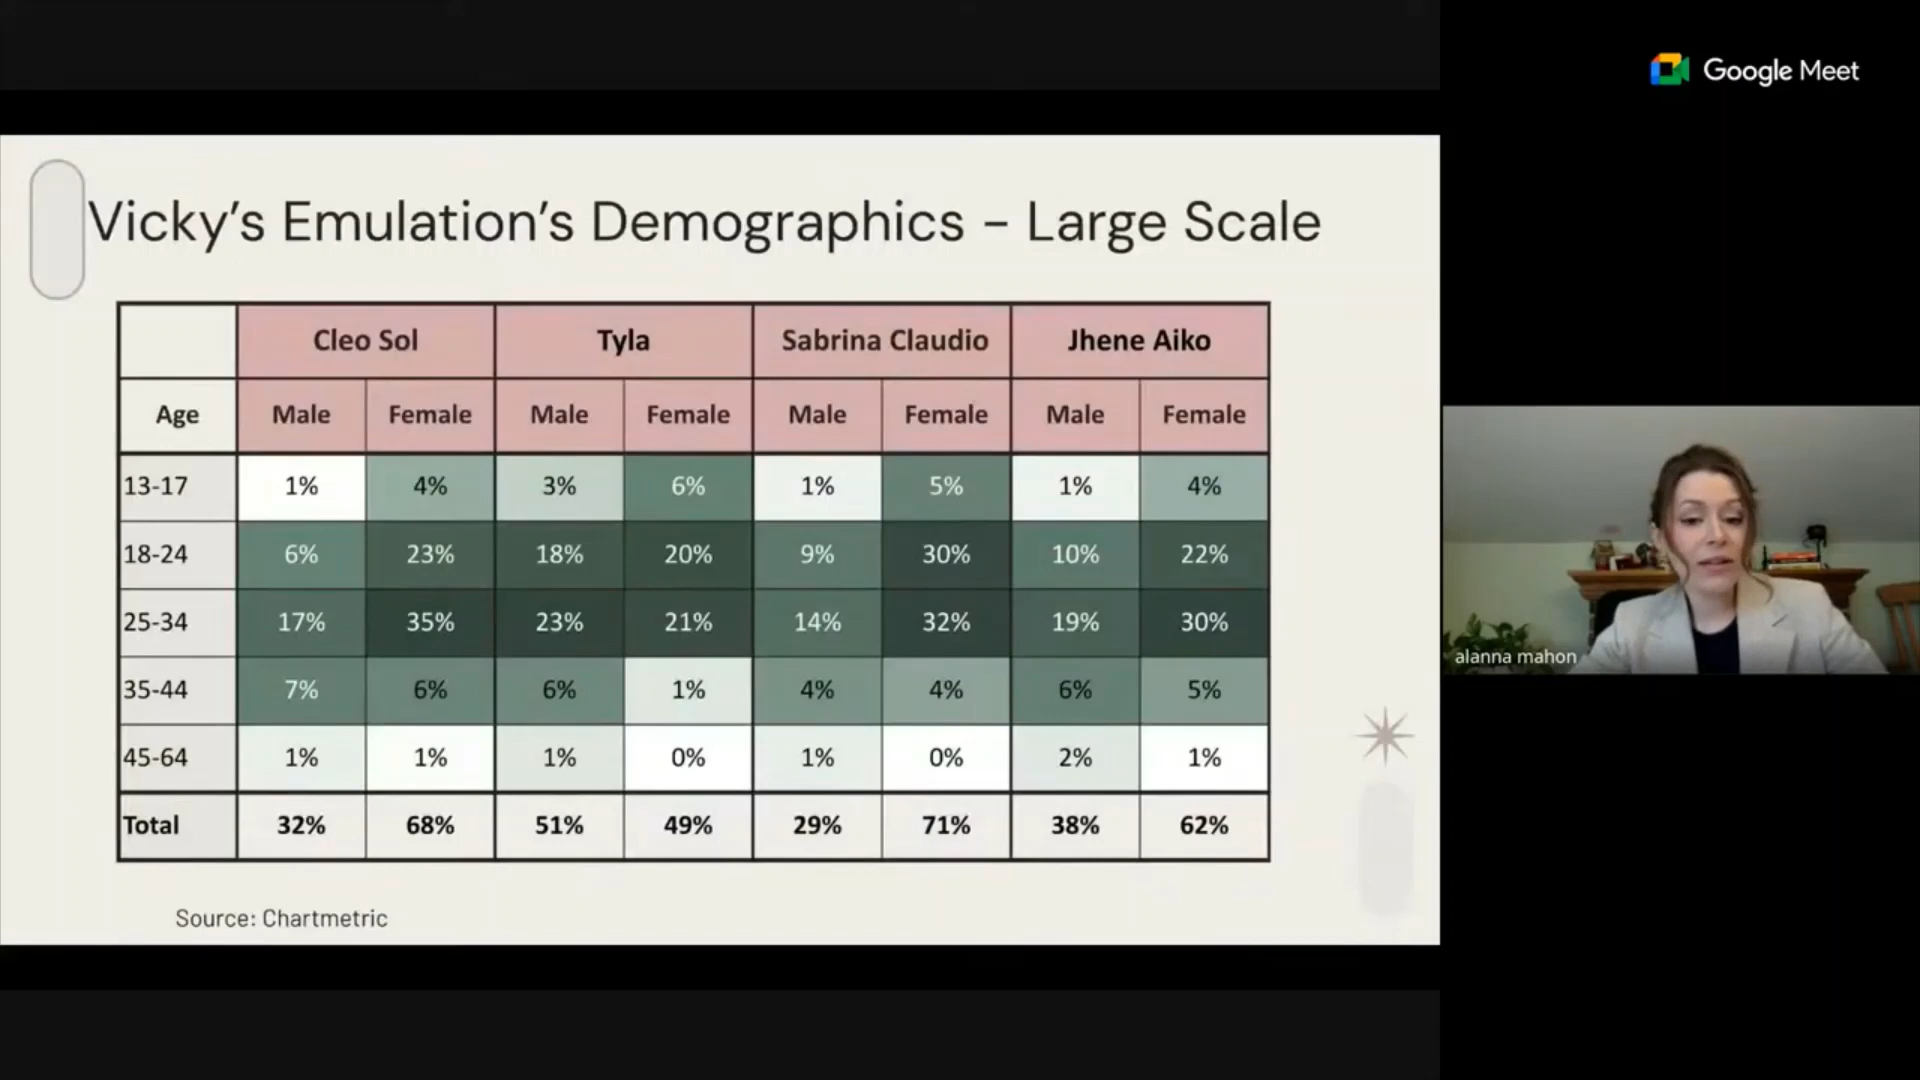 Google Meet
Vicky's Emulation's Demographics - Large Scale
Cleo Sol Tyla Sabrina Claudio Jhene Aiko
Age Male Female Male Female Male Female Male Female
13-17 1% 4% 3% 6% 1% 5% 1% 4%
18-24 6% 23% 18% 20% 9% 30% 10% 22%
25-34 17% 35% 23% 21% 14% 32% 19% 30%
35-44 7% 6% 6% 1% 4% 4% 6% 5%
45-64 1% 1% 1% 0% 1% 0% 2% 1%
Total 32% 68% 51% 49% 29% 71% 38% 62%
Source: Chartmetric
alanna mahon